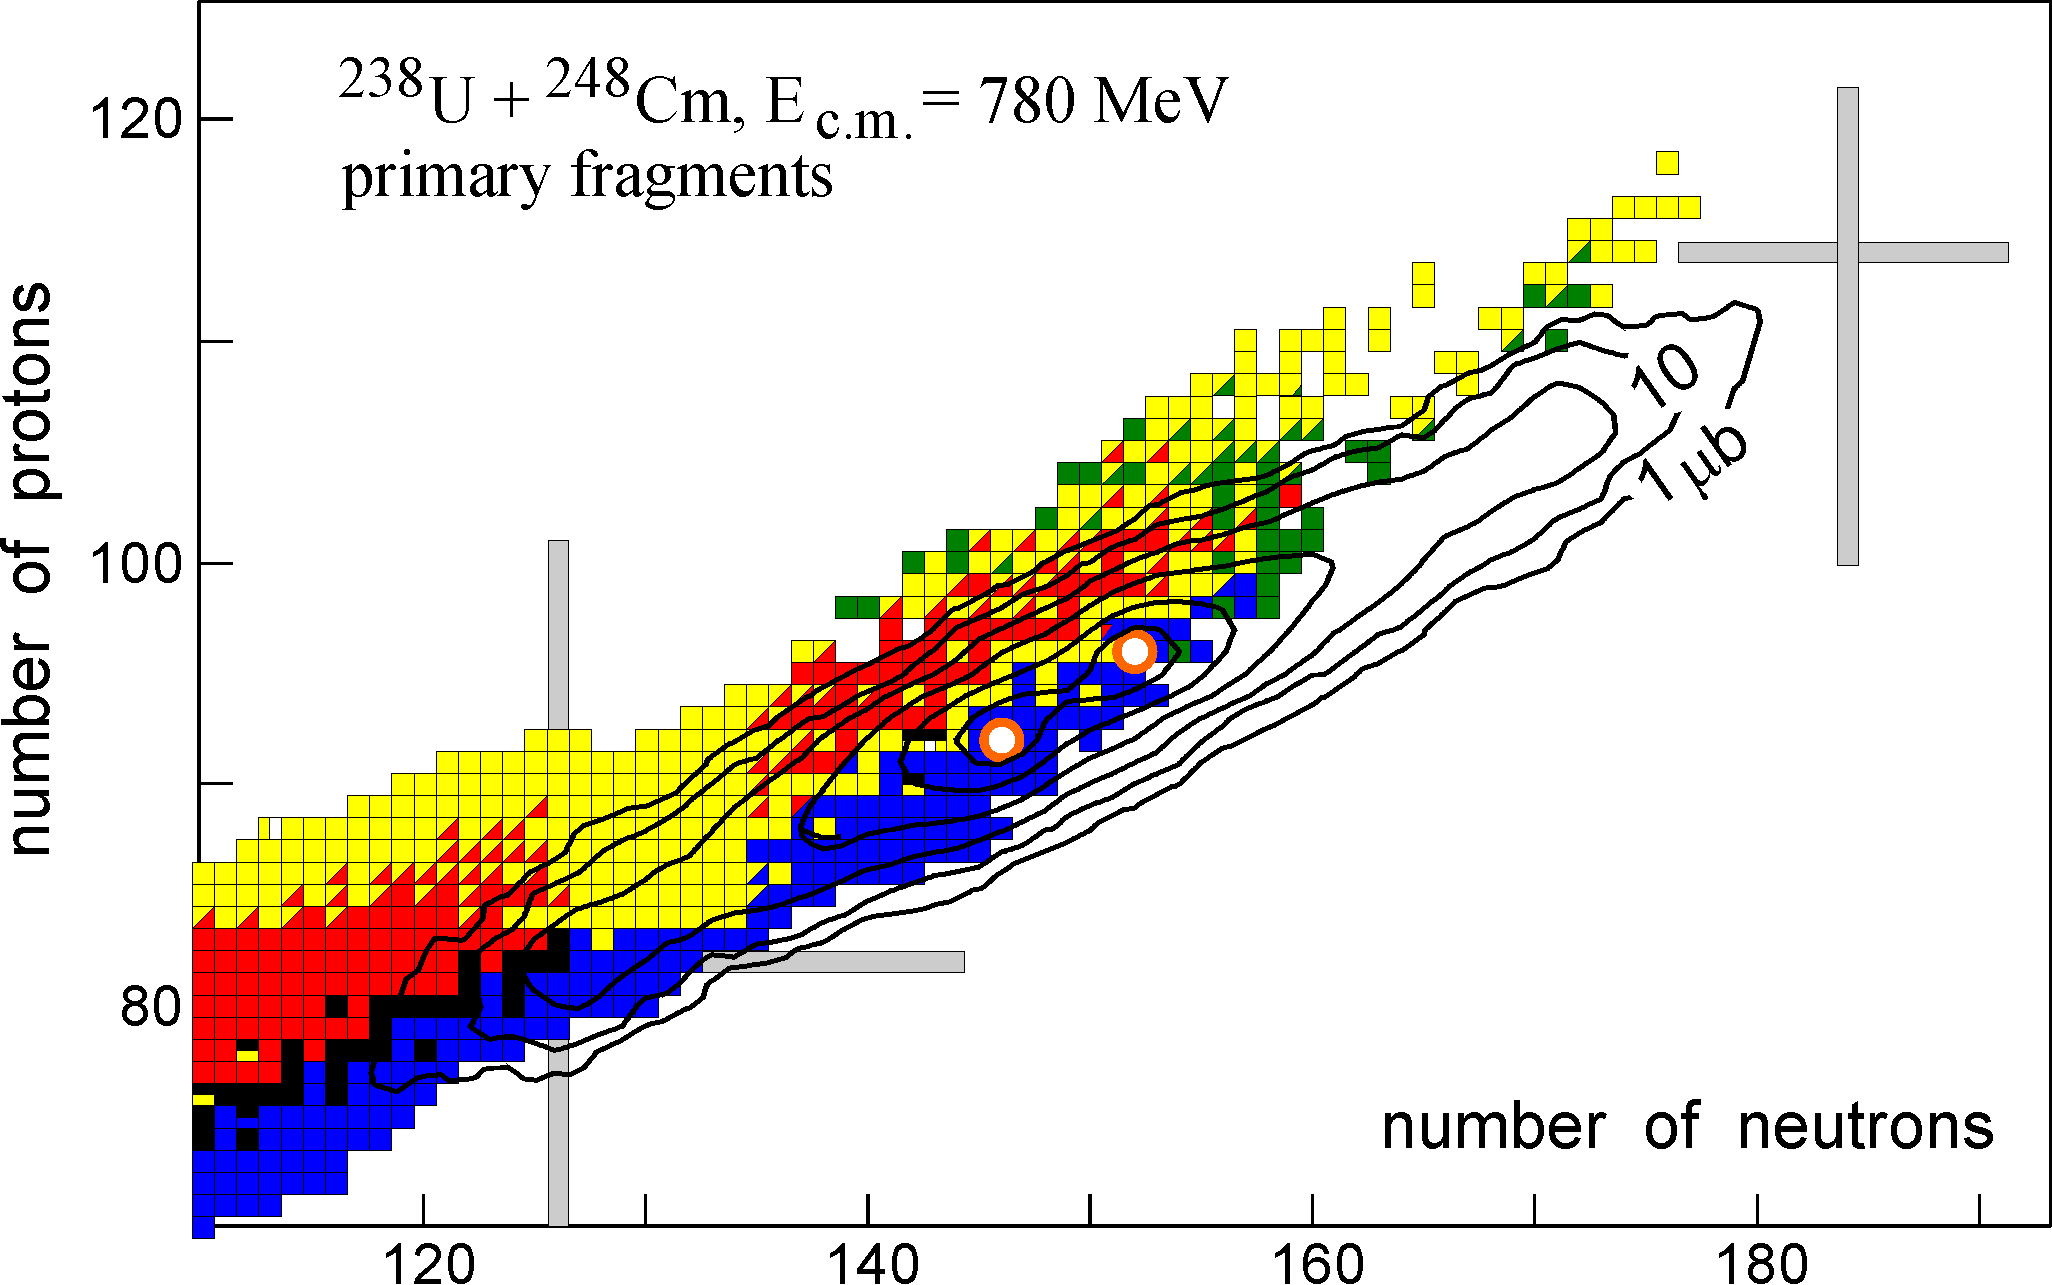 ²³⁸U + ²⁴⁸Cm, E c.m. = 780 MeV
primary fragments
number of protons
120
100
80
10
1 μb
number of neutrons
120
140
160
180